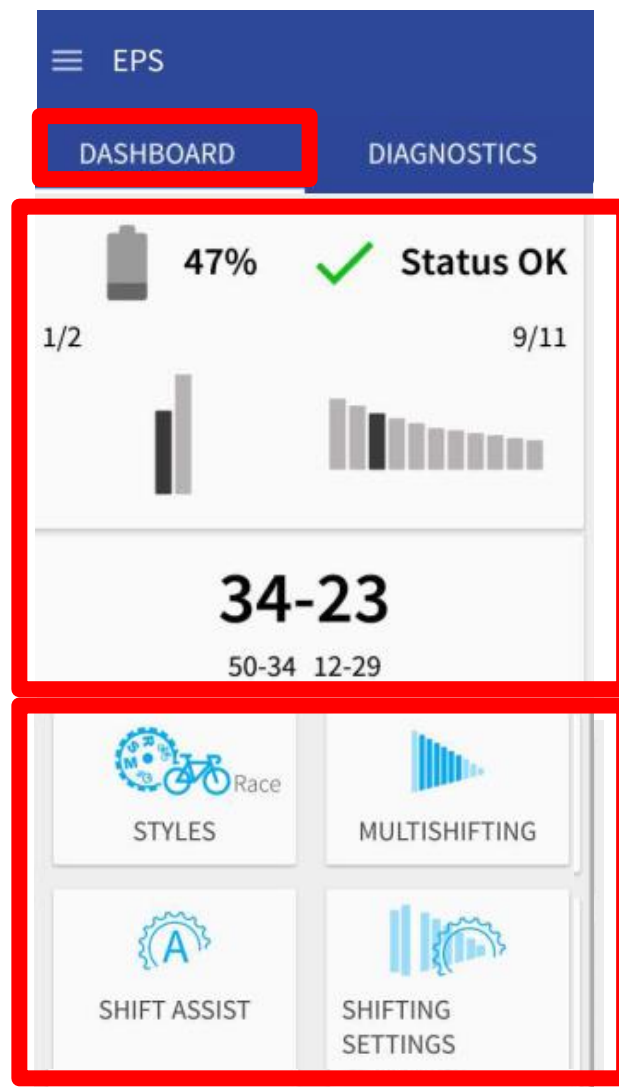 EPS
DASHBOARD DIAGNOSTICS
47% Status OK
1/2 9/11
34-23
50-34 12-29
Race
STYLES MULTISHIFTING
A
SHIFT ASSIST SHIFTING
SETTINGS